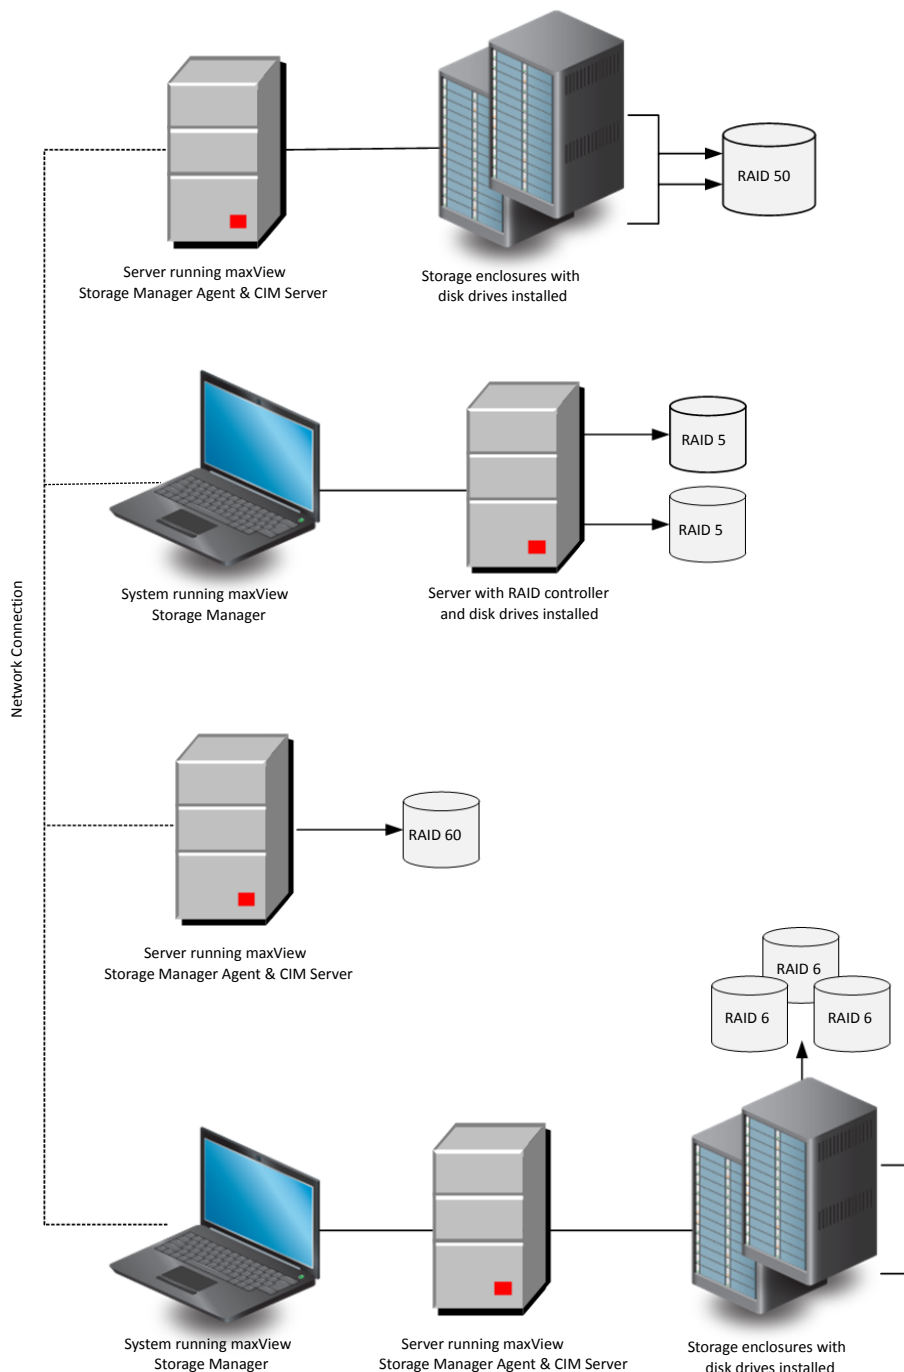 RAID 50
Server running maxView
Storage Manager Agent & CIM Server
Storage enclosures with
disk drives installed
RAID 5
RAID 5
System running maxView
Storage Manager
Server with RAID controller
and disk drives installed
Network Connection
RAID 60
Server running maxView
Storage Manager Agent & CIM Server
RAID 6
RAID 6
RAID 6
System running maxView
Storage Manager
Server running maxView
Storage Manager Agent & CIM Server
Storage enclosures with
disk drives installed